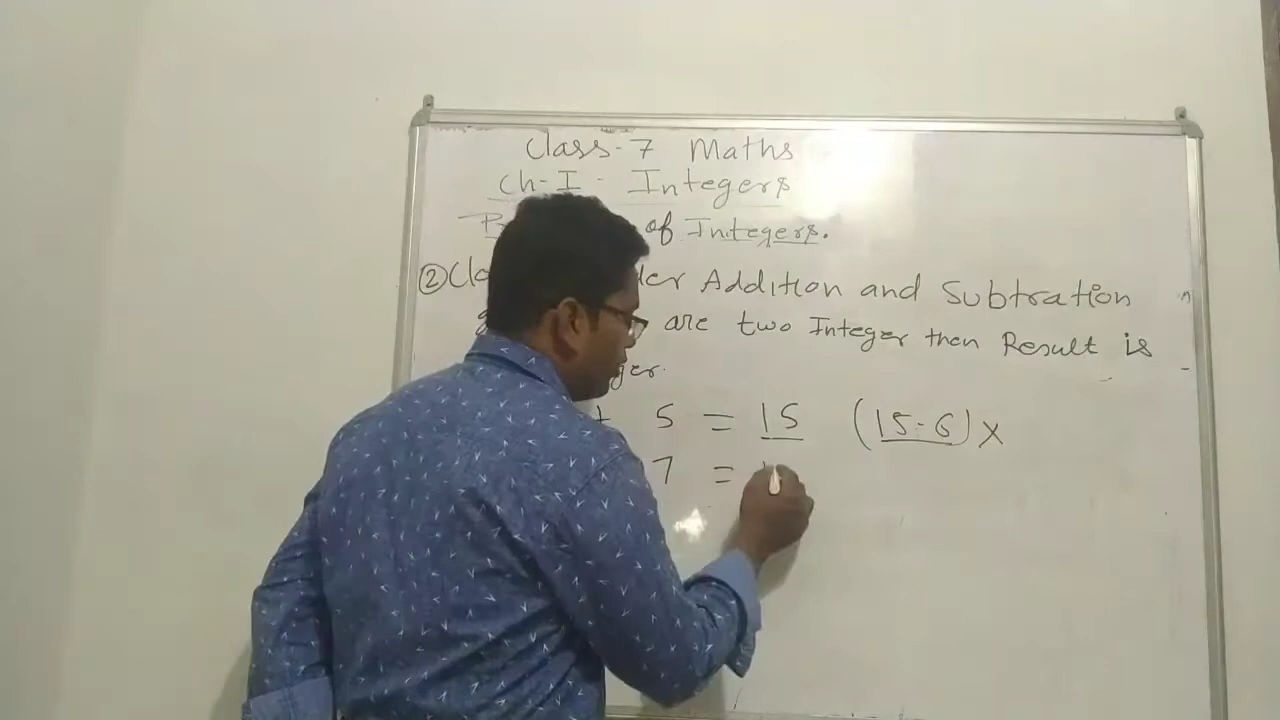 Class-7 Maths
Ch-I - Integers
of Integers.
② Addition and Subtration
are two Integer then Result is
+ 5 = 15 (15-6) X
7 =